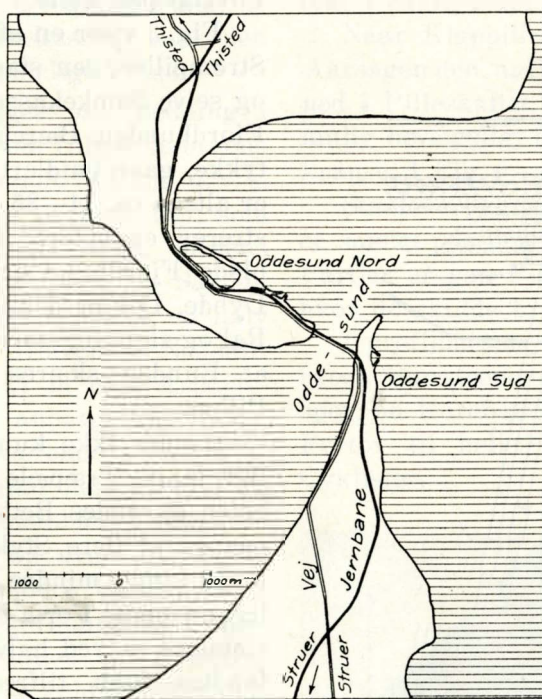 Thisted
Thisted
Oddesund Nord
Odde-sund
Oddesund Syd
N
1000 0 1000m
Vej
Jernbane
Struer
Struer